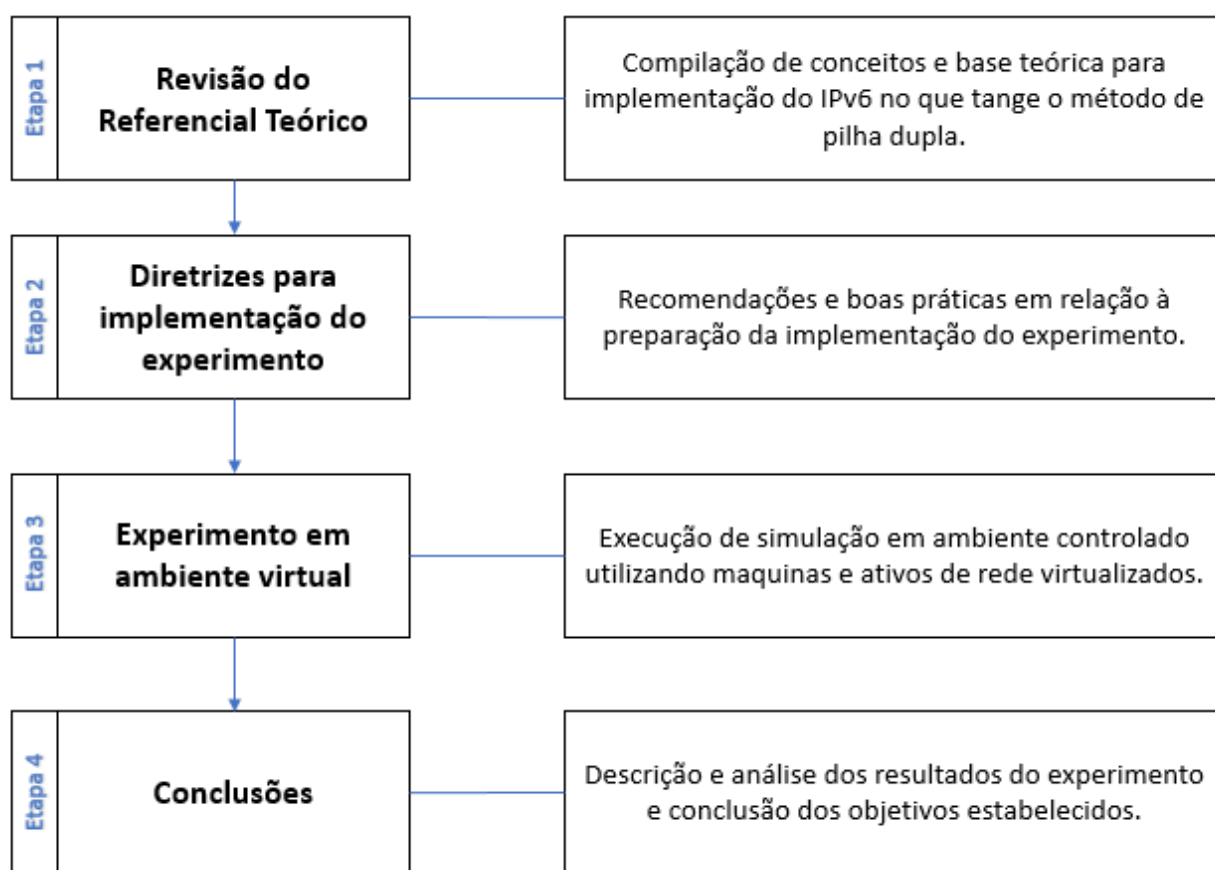 Etapa 1
Revisão do
Referencial Teórico
Compilação de conceitos e base teórica para
implementação do IPv6 no que tange o método de
pilha dupla.
Etapa 2
Diretrizes para
implementação do
experimento
Recomendações e boas práticas em relação à
preparação da implementação do experimento.
Etapa 3
Experimento em
ambiente virtual
Execução de simulação em ambiente controlado
utilizando maquinas e ativos de rede virtualizados.
Etapa 4
Conclusões
Descrição e análise dos resultados do experimento
e conclusão dos objetivos estabelecidos.